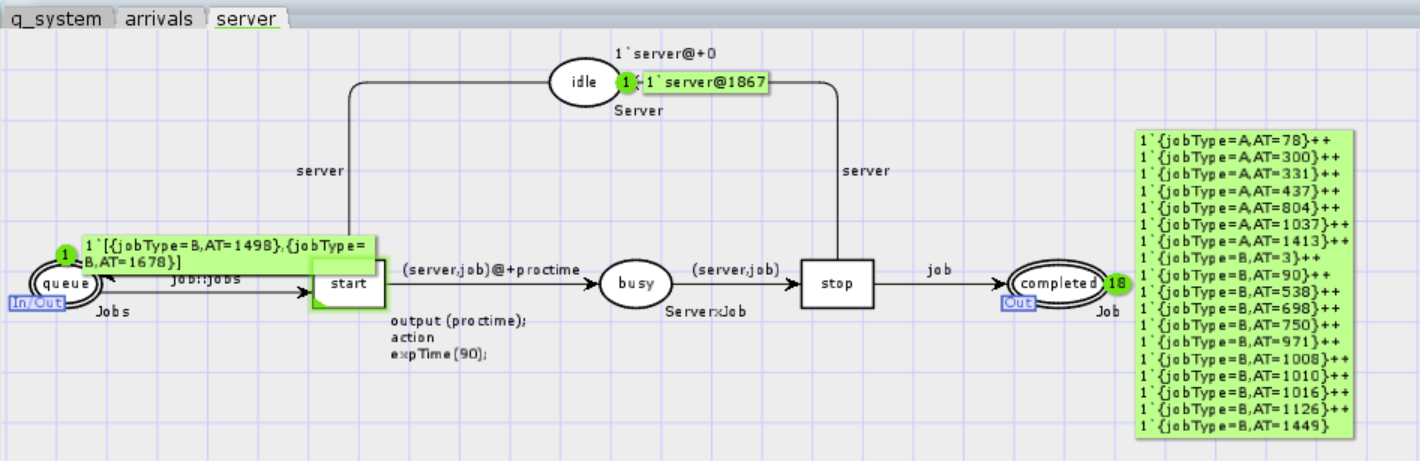 q_system arrivals server
1`server@+0
idle
1
1`server@1867
Server
server
server
1`{jobType=A,AT=78}++
1`{jobType=A,AT=300}++
1`{jobType=A,AT=331}++
1`{jobType=A,AT=437}++
1`{jobType=A,AT=804}++
1`{jobType=A,AT=1037}++
1`{jobType=A,AT=1413}++
1`{jobType=B,AT=3}++
1`{jobType=B,AT=90}++
1`{jobType=B,AT=538}++
1`{jobType=B,AT=698}++
1`{jobType=B,AT=750}++
1`{jobType=B,AT=971}++
1`{jobType=B,AT=1008}++
1`{jobType=B,AT=1010}++
1`{jobType=B,AT=1016}++
1`{jobType=B,AT=1126}++
1`{jobType=B,AT=1449}
1
1`[{jobType=B,AT=1498},{jobType=
B,AT=1678}]
queue
In/Out
Jobs
job::jobs
start
(server,job)@+proctime
output (proctime);
action
expTime(90);
busy
ServerxJob
(server,job)
stop
job
completed
18
Out
Job